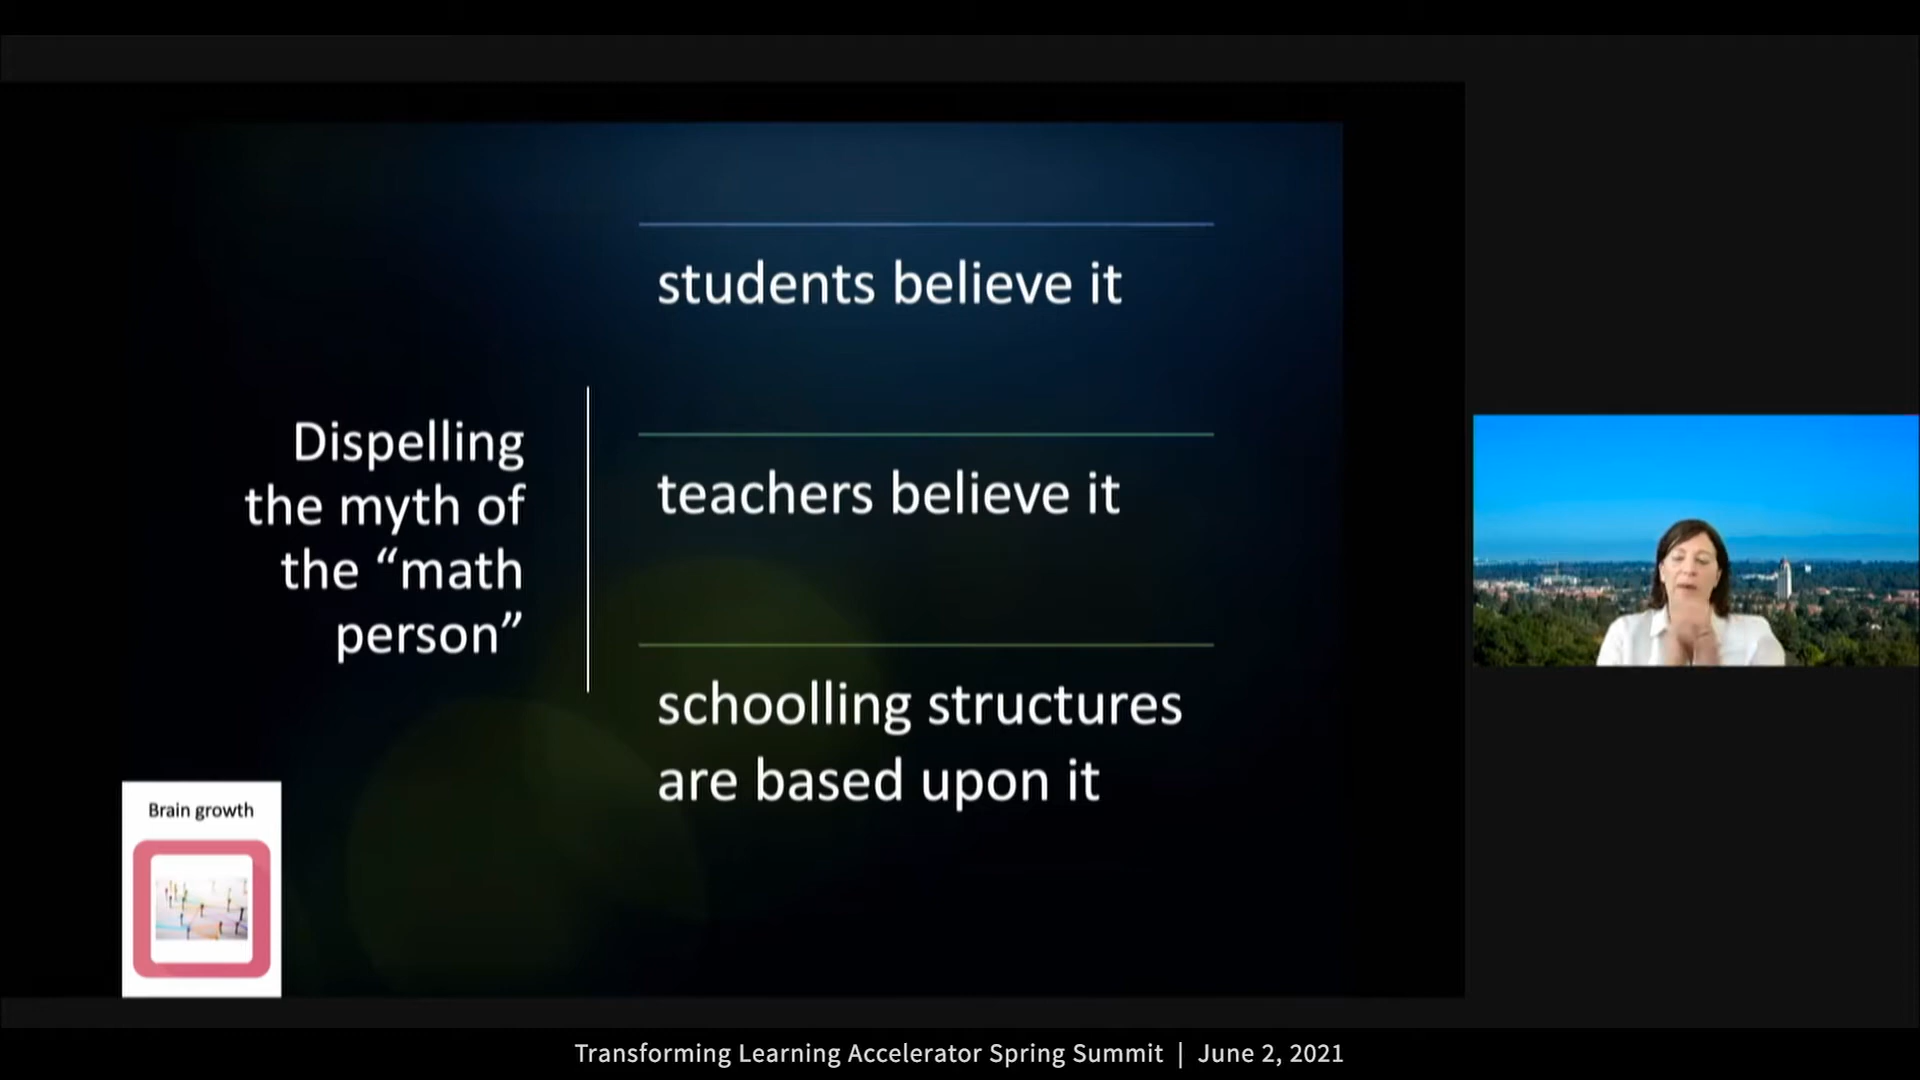 Dispelling
the myth of
the “math
person”
students believe it
teachers believe it
schoolling structures
are based upon it
Brain growth
Transforming Learning Accelerator Spring Summit | June 2, 2021